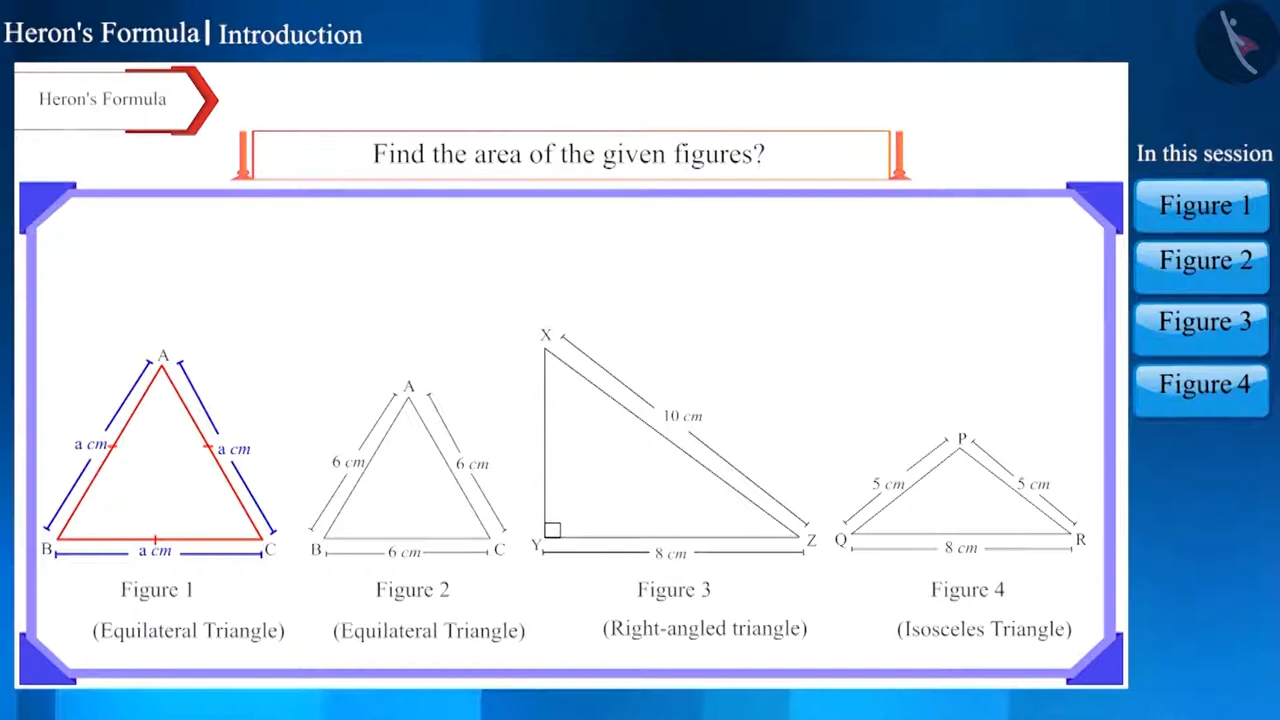 Heron's Formula| Introduction
Heron's Formula
Find the area of the given figures?
In this session
Figure 1
Figure 2
Figure 3
Figure 4
A
a cm
a cm
B
a cm
C
Figure 1
(Equilateral Triangle)
A
6 cm
6 cm
B
6 cm
C
Figure 2
(Equilateral Triangle)
X
10 cm
Y
8 cm
Z
Figure 3
(Right-angled triangle)
P
5 cm
5 cm
Q
8 cm
R
Figure 4
(Isosceles Triangle)